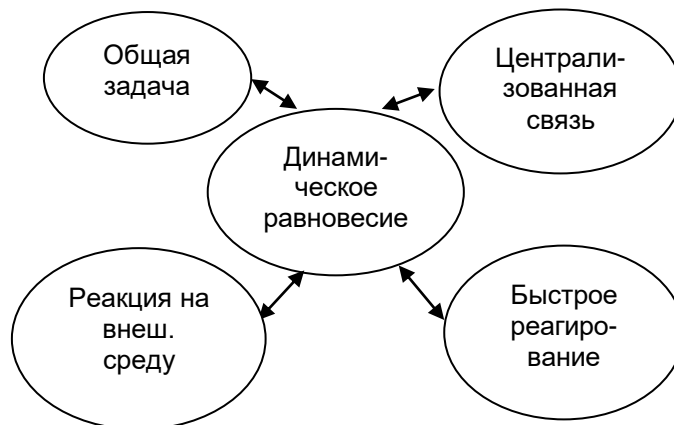 Общая
задача
Централи-
зованная
связь
Динами-
ческое
равновесие
Реакция на
внеш.
среду
Быстрое
реагиро-
вание